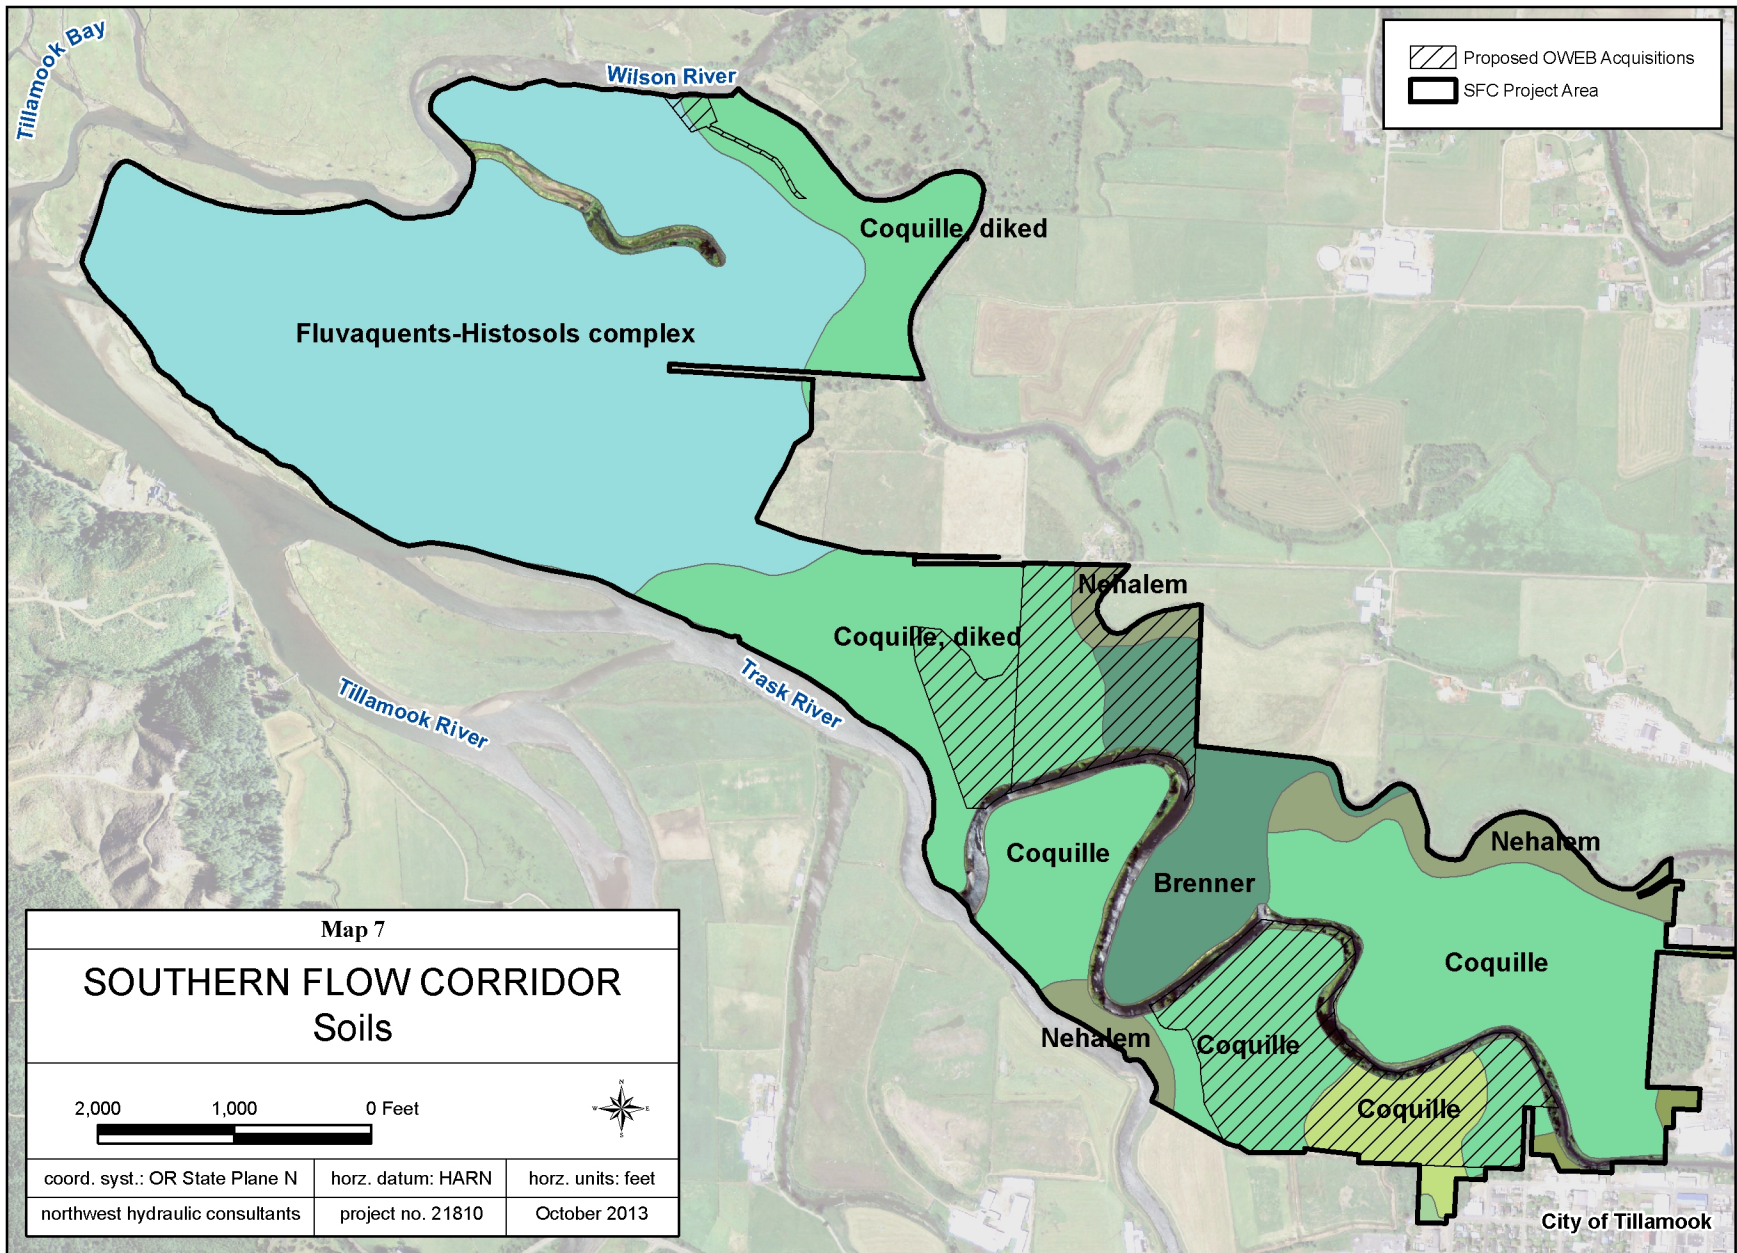 Tillamook Bay
Wilson River
Proposed OWEB Acquisitions
SFC Project Area
Coquille, diked
Fluvaquents-Histosols complex
Nehalem
Coquille, diked
Trask River
Tillamook River
Nehalem
Coquille
Brenner
Coquille
Nehalem
Coquille
Coquille
City of Tillamook
Map 7
SOUTHERN FLOW CORRIDOR
Soils
2,000 1,000 0 Feet
N
W E
S
coord. syst.: OR State Plane N horz. datum: HARN horz. units: feet
northwest hydraulic consultants project no. 21810 October 2013